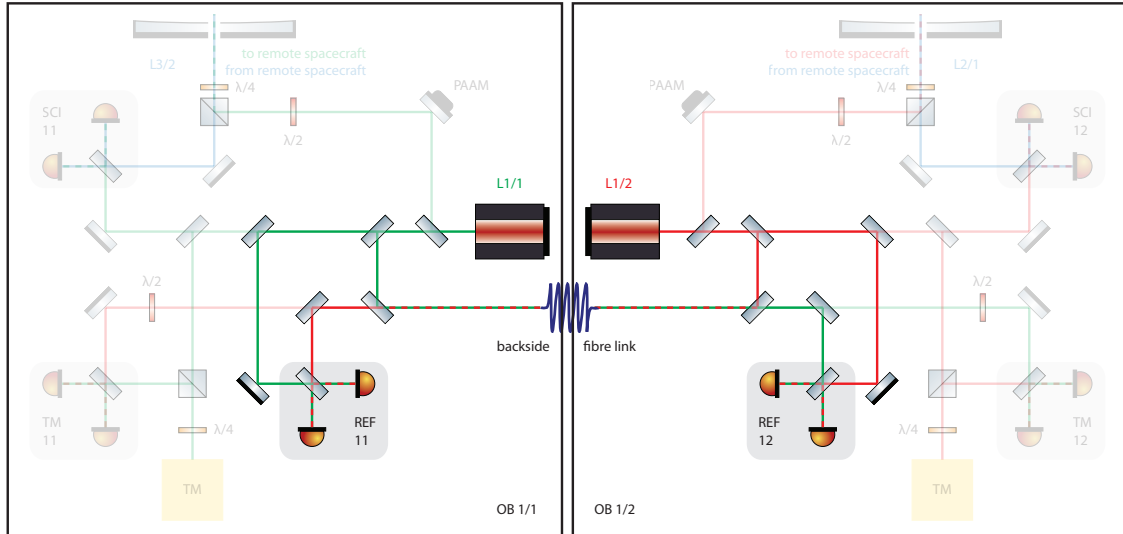 to remote spacecraft
from remote spacecraft
L3/2
λ/4
PAAM
SCI
11
λ/2
L1/1
λ/2
backside
TM
11
λ/4
REF
11
TM
OB 1/1
to remote spacecraft
from remote spacecraft
L2/1
λ/4
PAAM
SCI
12
λ/2
L1/2
λ/2
fibre link
REF
12
λ/4
TM
12
TM
OB 1/2